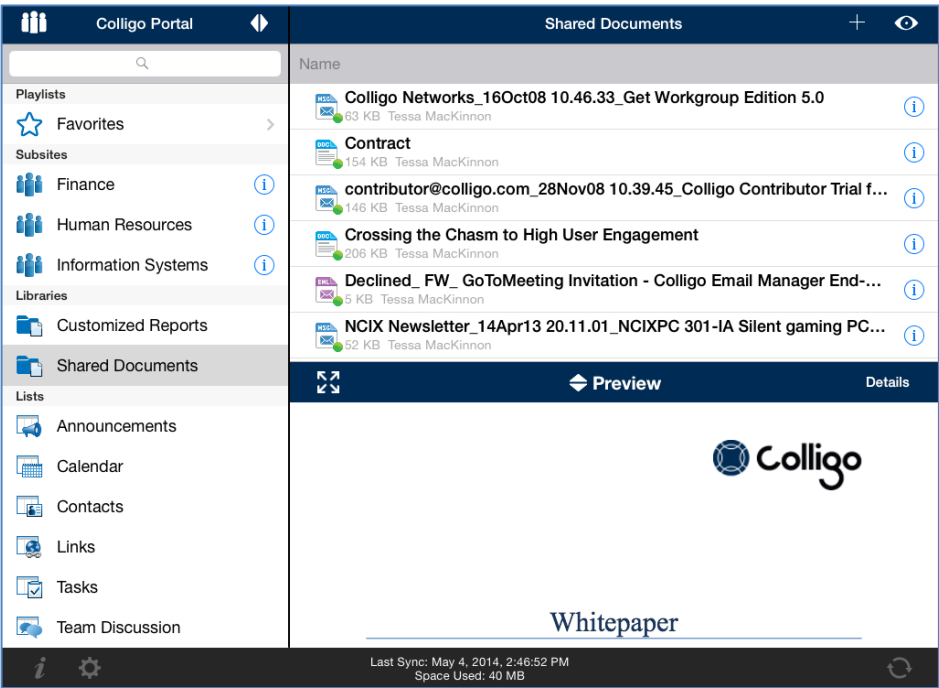 Colligo Portal
Shared Documents
Name
Playlists
Favorites
Subsites
Finance
Human Resources
Information Systems
Libraries
Customized Reports
Shared Documents
Lists
Announcements
Calendar
Contacts
Links
Tasks
Team Discussion
MSG
Colligo Networks_16Oct08 10.46.33_Get Workgroup Edition 5.0
63 KB Tessa MacKinnon
Contract
154 KB Tessa MacKinnon
MSG
contributor@colligo.com_28Nov08 10.39.45_Colligo Contributor Trial f...
146 KB Tessa MacKinnon
Crossing the Chasm to High User Engagement
206 KB Tessa MacKinnon
EML
Declined_ FW_ GoToMeeting Invitation - Colligo Email Manager End-...
5 KB Tessa MacKinnon
MSG
NCIX Newsletter_14Apr13 20.11.01_NCIXPC 301-IA Silent gaming PC...
52 KB Tessa MacKinnon
Preview
Details
Colligo
Whitepaper
Last Sync: May 4, 2014, 2:46:52 PM
Space Used: 40 MB